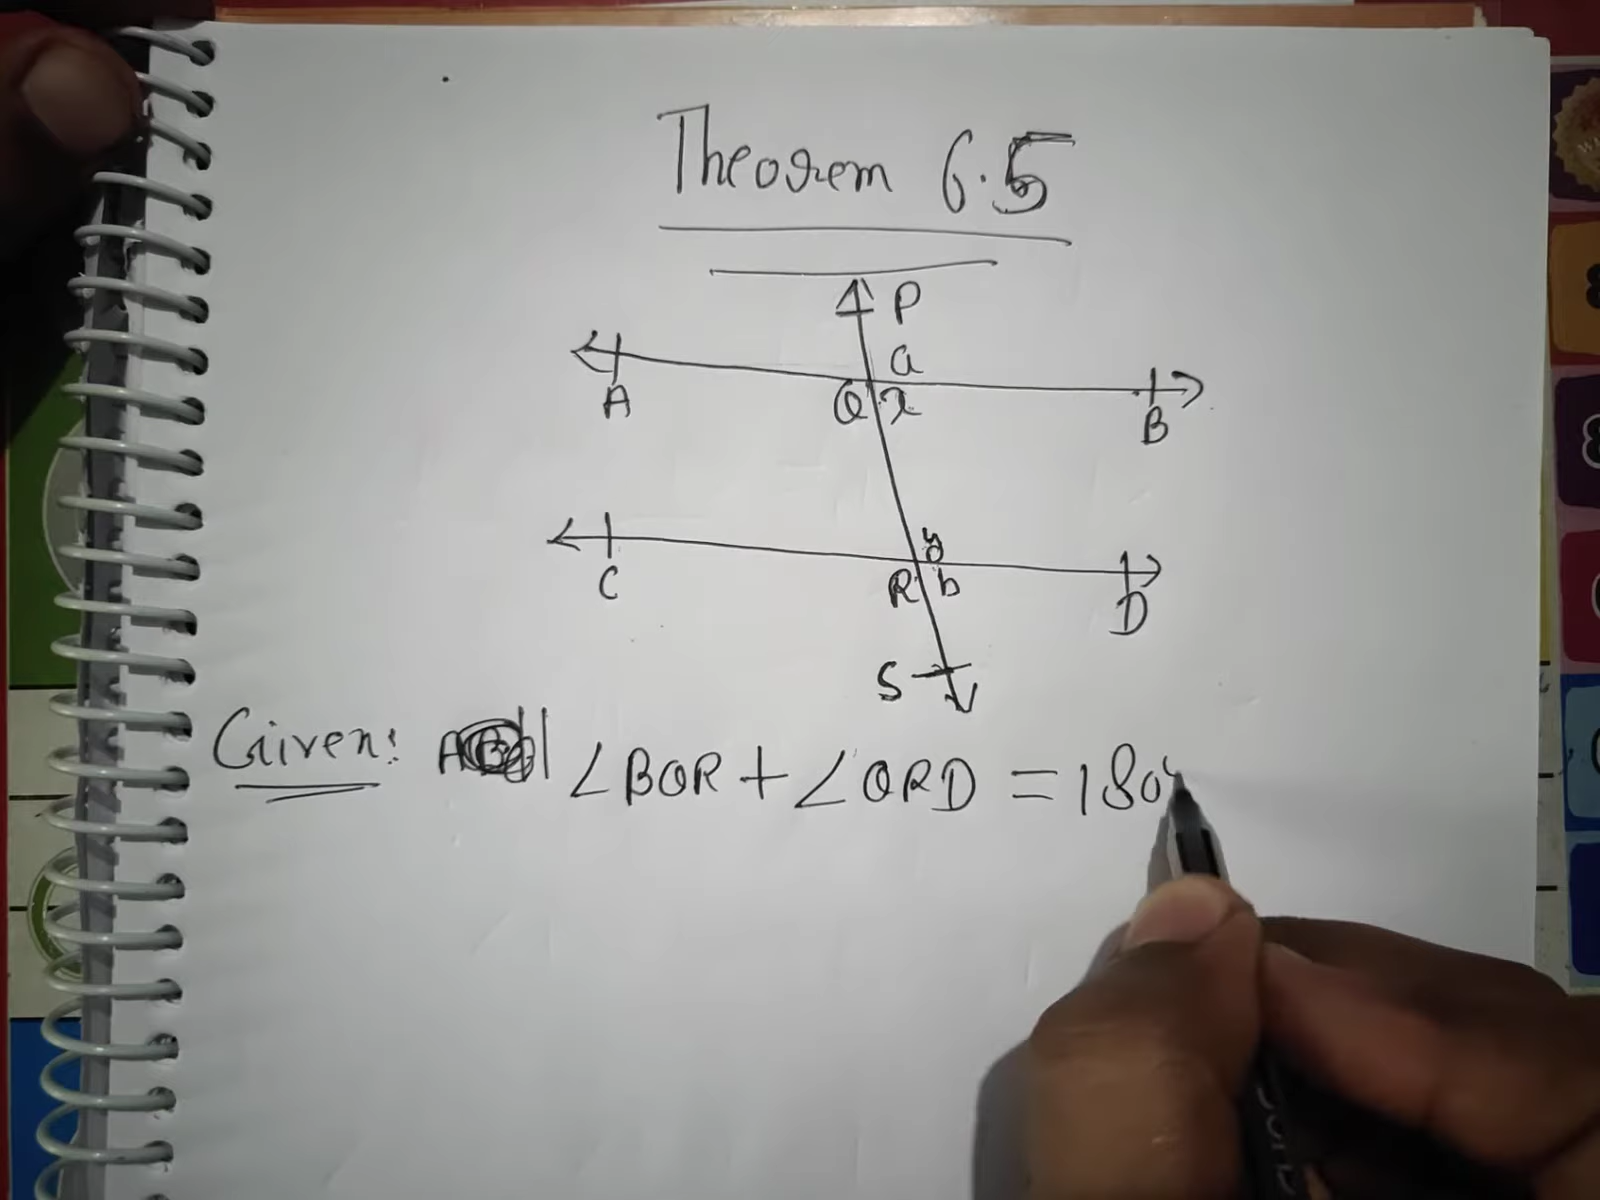 Theorem 6.5
P
a
A Q x B
y
C R b D
S
Given: ∠BQR + ∠QRD = 180°